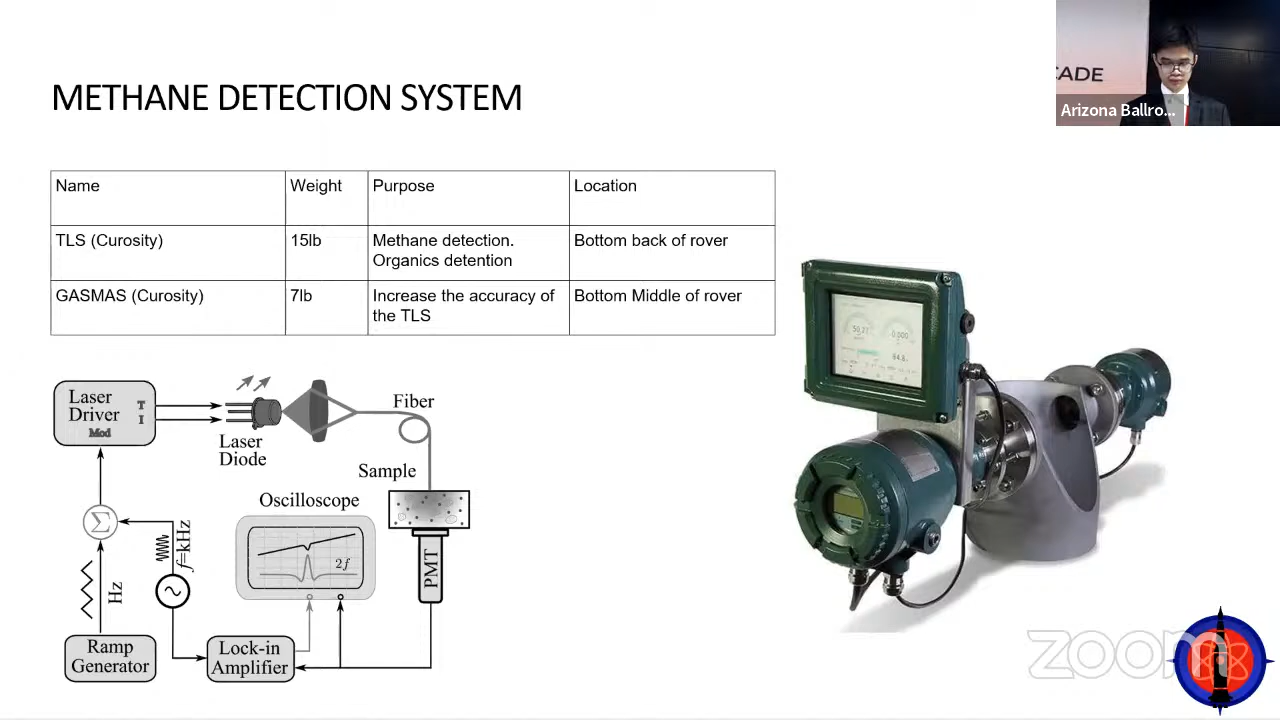 CADE
Arizona Ballro...
METHANE DETECTION SYSTEM
Name Weight Purpose Location
TLS (Curosity) 15lb Methane detection. Bottom back of rover
Organics detention
GASMAS (Curosity) 7lb Increase the accuracy of Bottom Middle of rover
the TLS
Laser
Driver
T
I
Mod
Laser
Diode
Fiber
Sample
Oscilloscope
2f
PMT
Σ
f=kHz
Hz
Ramp
Generator
Lock-in
Amplifier
zoom